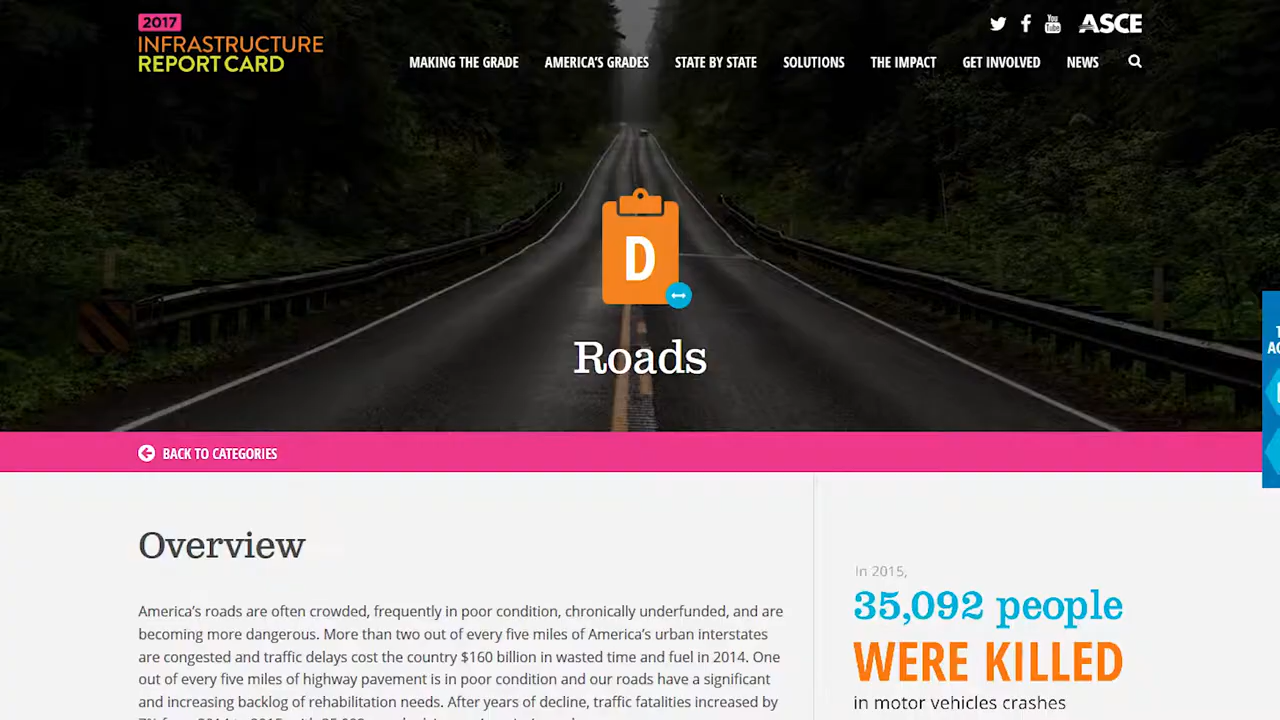 2017
INFRASTRUCTURE
REPORT CARD
ASCE
MAKING THE GRADE AMERICA'S GRADES STATE BY STATE SOLUTIONS THE IMPACT GET INVOLVED NEWS
D
Roads
BACK TO CATEGORIES
Overview
America's roads are often crowded, frequently in poor condition, chronically underfunded, and are
becoming more dangerous. More than two out of every five miles of America's urban interstates
are congested and traffic delays cost the country $160 billion in wasted time and fuel in 2014. One
out of every five miles of highway pavement is in poor condition and our roads have a significant
and increasing backlog of rehabilitation needs. After years of decline, traffic fatalities increased by
In 2015,
35,092 people
WERE KILLED
in motor vehicles crashes